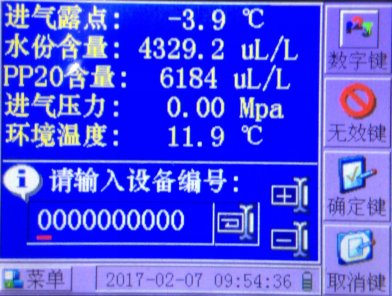 进气露点: -3.9 ℃
数字键
水份含量: 4329.2 uL/L
PP20含量: 6184 uL/L
进气压力: 0.00 Mpa
无效键
环境温度: 11.9 ℃
请输入设备编号:
0000000000
确定键
菜单
2017-02-07 09:54:36
取消键